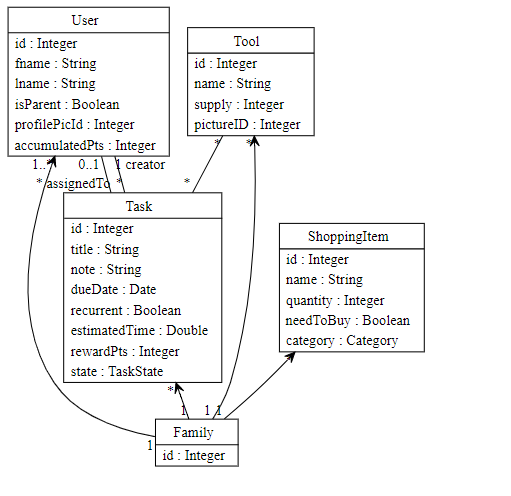 User
id : Integer
fname : String
lname : String
isParent : Boolean
profilePicId : Integer
accumulatedPts : Integer
Tool
id : Integer
name : String
supply : Integer
pictureID : Integer
1..* 0..1 1 creator
* assignedTo *
* *
*
Task
id : Integer
title : String
note : String
dueDate : Date
recurrent : Boolean
estimatedTime : Double
rewardPts : Integer
state : TaskState
ShoppingItem
id : Integer
name : String
quantity : Integer
needToBuy : Boolean
category : Category
*
1 1 1
1
Family
id : Integer